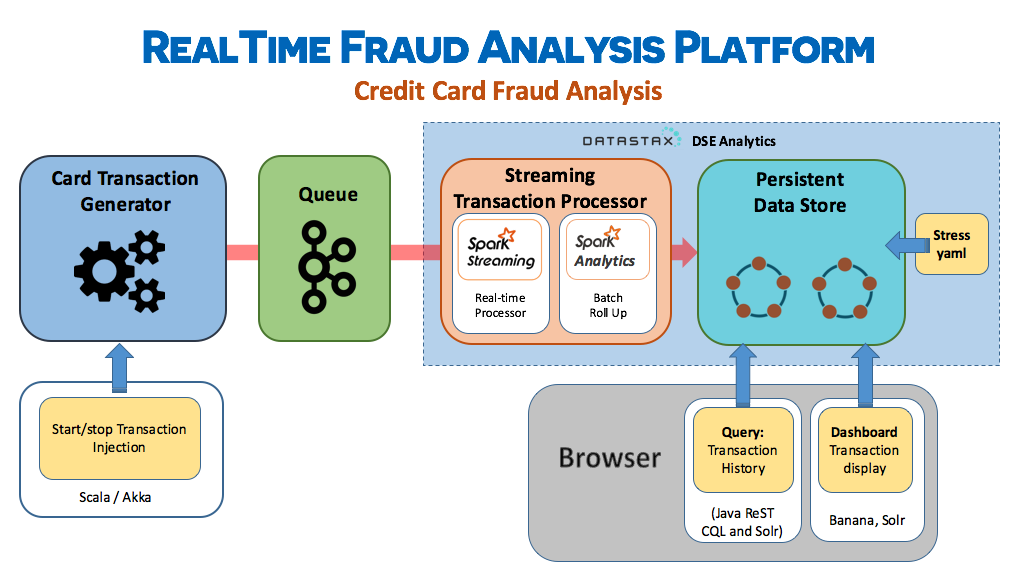 REAL TIME FRAUD ANALYSIS PLATFORM
Credit Card Fraud Analysis
DATASTAX DSE Analytics
Card Transaction
Generator
Queue
Streaming
Transaction Processor
Spark
Streaming
Real-time
Processor
Spark
Analytics
Batch
Roll Up
Persistent
Data Store
Stress
yaml
Start/stop Transaction
Injection
Scala / Akka
Browser
Query:
Transaction
History
(Java ReST
CQL and Solr)
Dashboard
Transaction
display
Banana, Solr